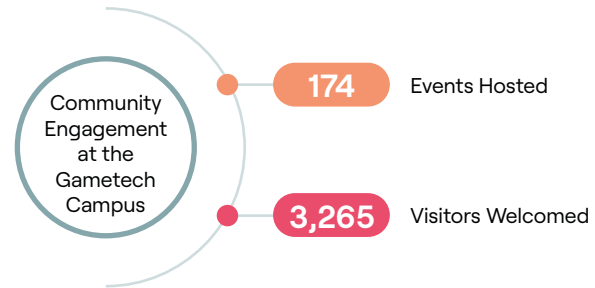 Community
Engagement
at the
Gametech
Campus
174
Events Hosted
3,265
Visitors Welcomed